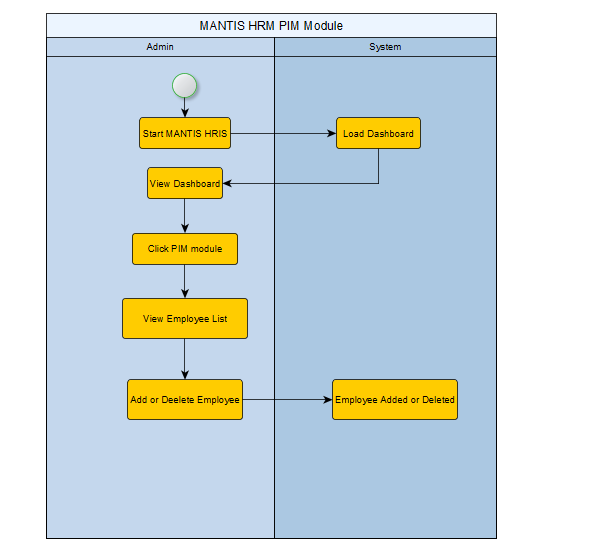 MANTIS HRM PIM Module
Admin
System
Start MANTIS HRIS
Load Dashboard
View Dashboard
Click PIM module
View Employee List
Add or Deelete Employee
Employee Added or Deleted